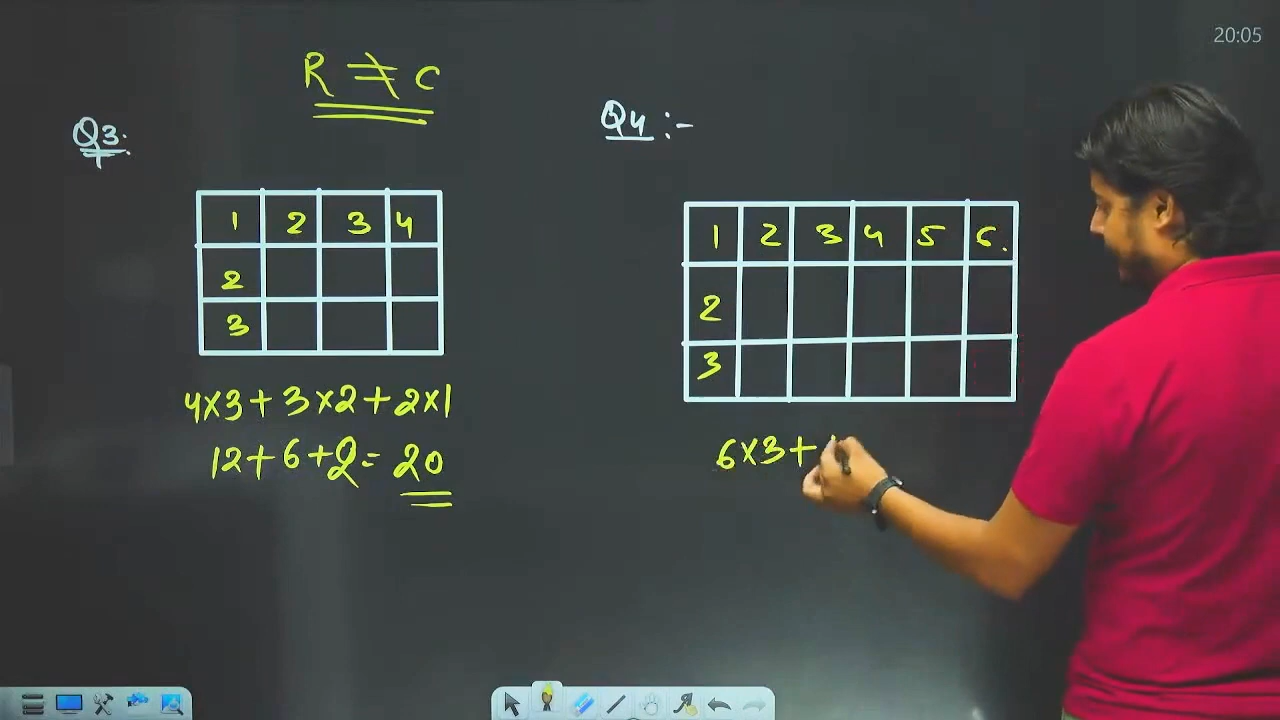 20:05
R ≠ C
Q3.
Q4 :-
1 2 3 4
2
3
4×3+3×2+2×1
12+6+2=20
1 2 3 4 5 6.
2
3
6×3+